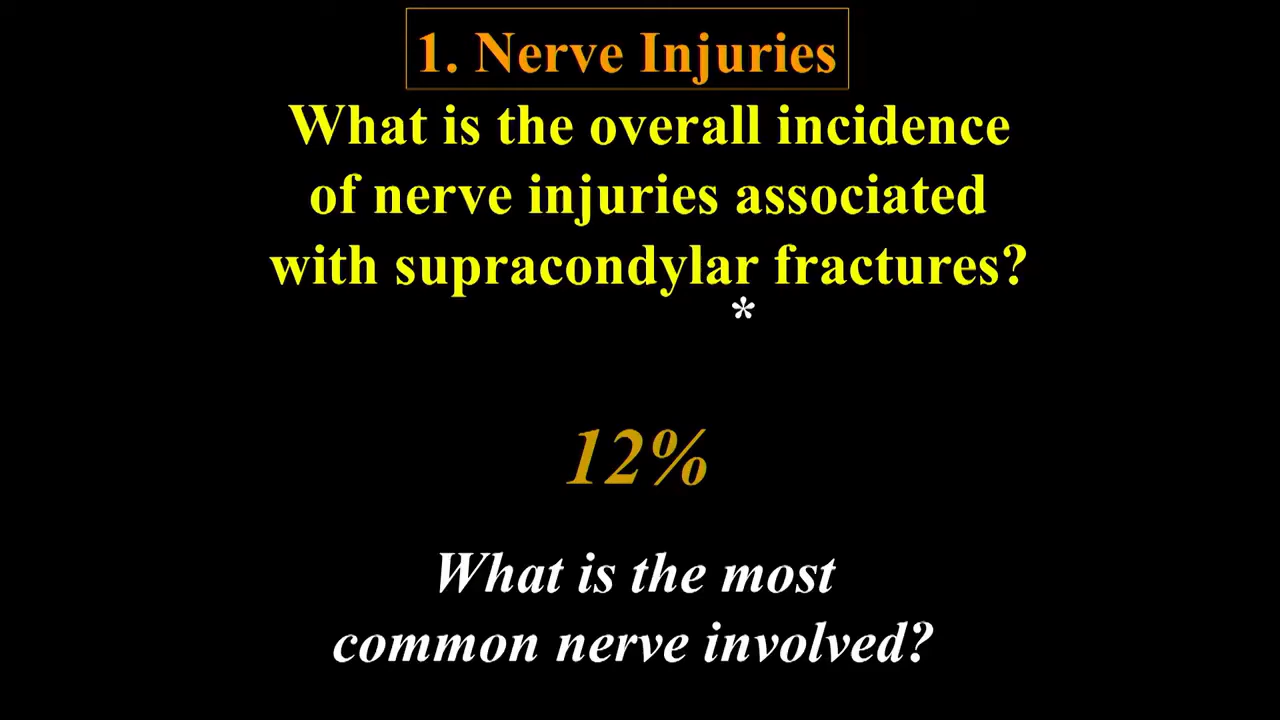 1. Nerve Injuries
What is the overall incidence
of nerve injuries associated
with supracondylar fractures?
*
12%
What is the most
common nerve involved?